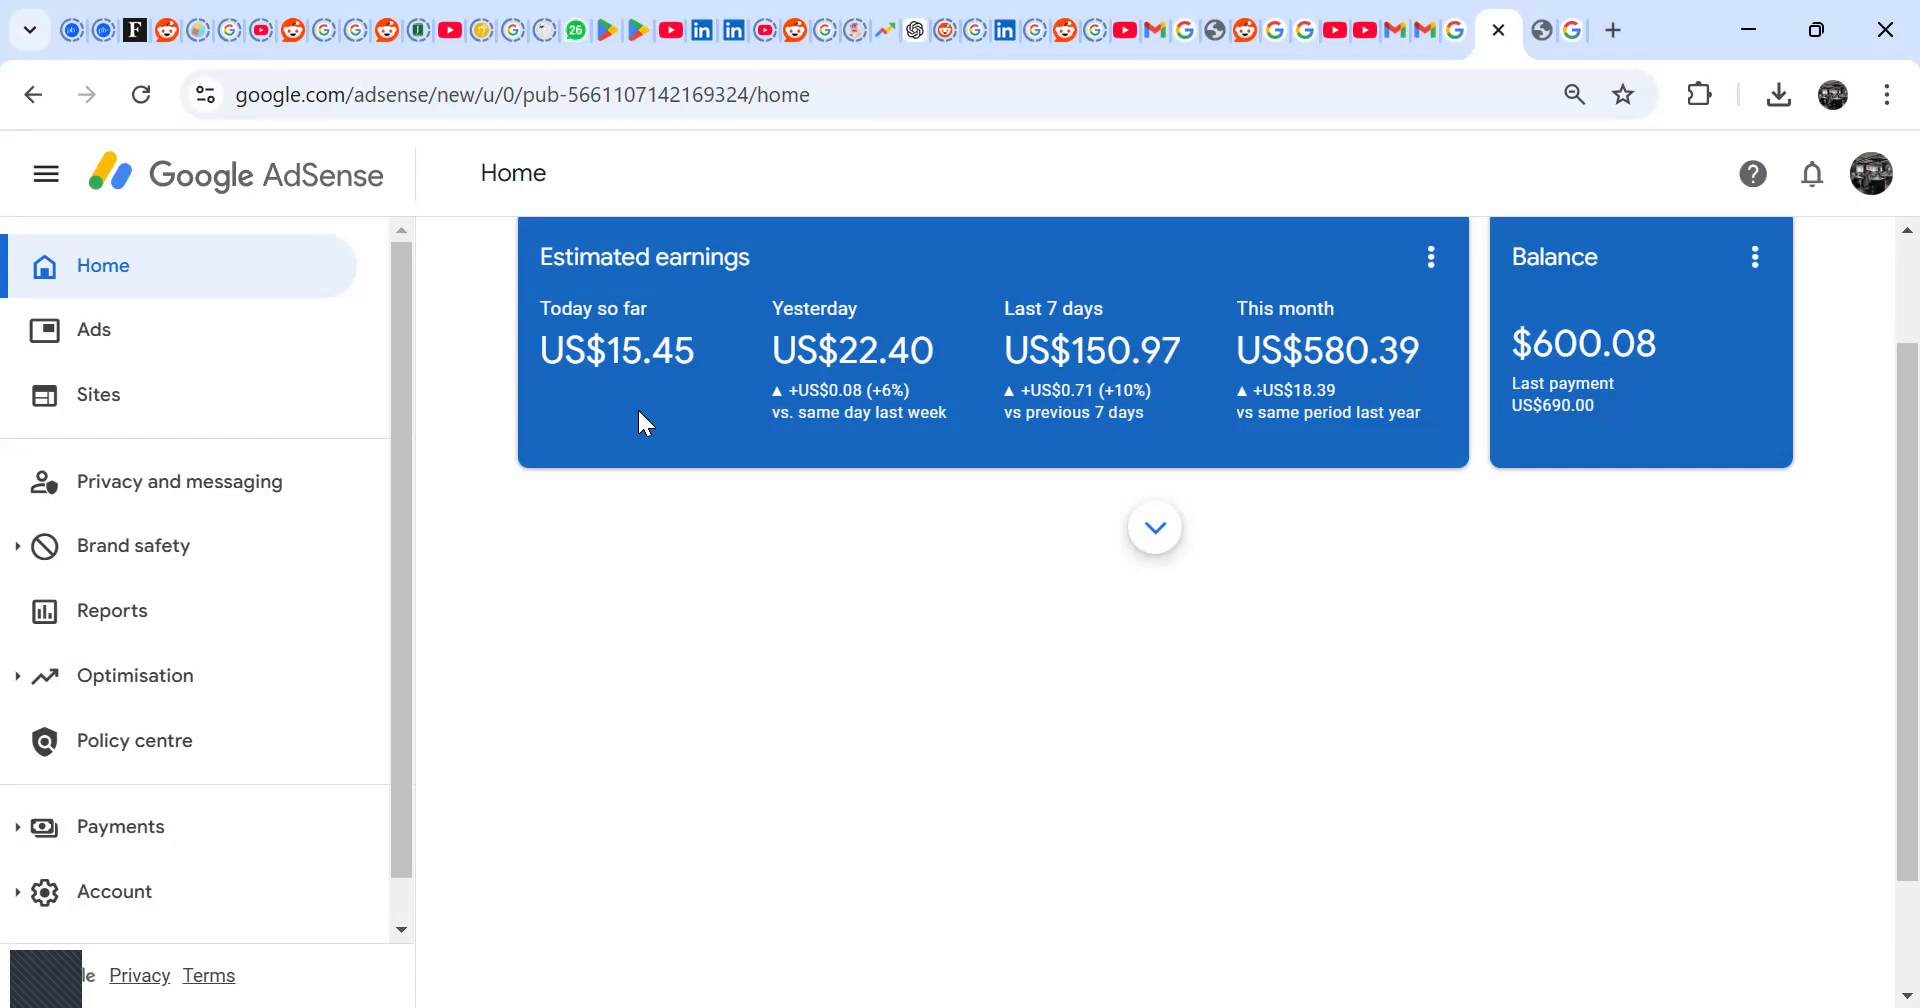 26
google.com/adsense/new/u/0/pub-5661107142169324/home
Google AdSense
Home
Home
Ads
Sites
Privacy and messaging
Brand safety
Reports
Optimisation
Policy centre
Payments
Account
le Privacy Terms
Estimated earnings
Today so far
US$15.45
Yesterday
US$22.40
▲ +US$0.08 (+6%)
vs. same day last week
Last 7 days
US$150.97
▲ +US$0.71 (+10%)
vs previous 7 days
This month
US$580.39
▲ +US$18.39
vs same period last year
Balance
$600.08
Last payment
US$690.00